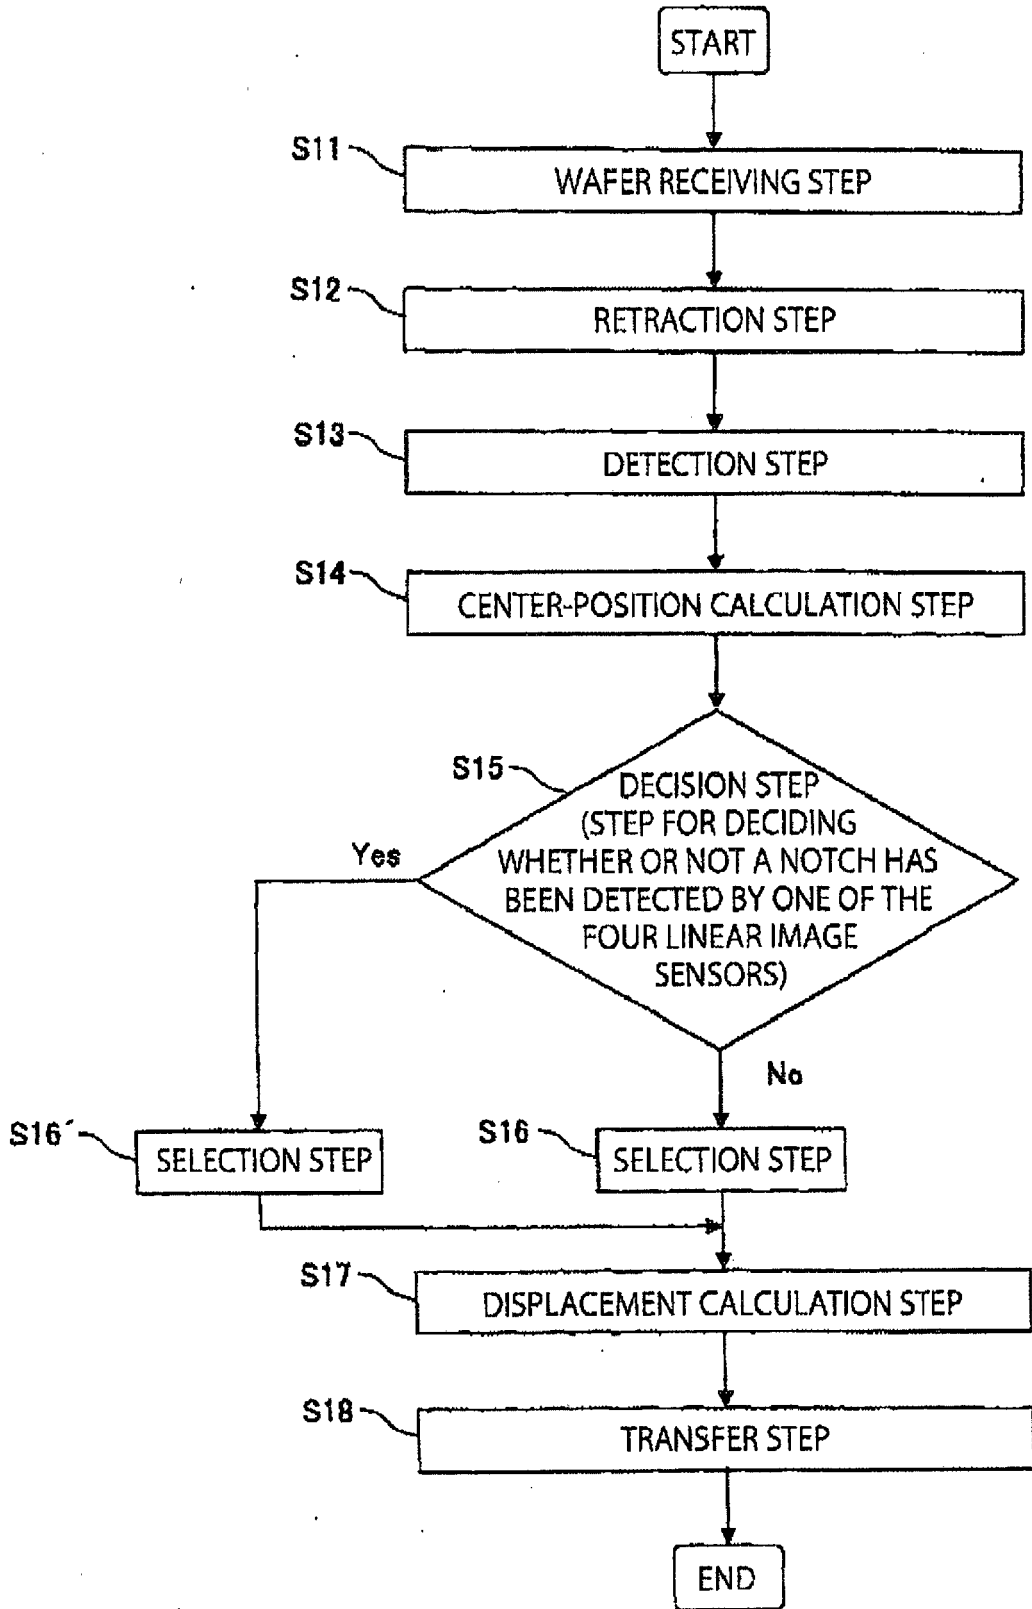 START
S11
WAFER RECEIVING STEP
S12
RETRACTION STEP
S13
DETECTION STEP
S14
CENTER-POSITION CALCULATION STEP
S15
DECISION STEP
(STEP FOR DECIDING
WHETHER OR NOT A NOTCH HAS
BEEN DETECTED BY ONE OF THE
FOUR LINEAR IMAGE
SENSORS)
Yes
No
S16´
SELECTION STEP
S16
SELECTION STEP
S17
DISPLACEMENT CALCULATION STEP
S18
TRANSFER STEP
END